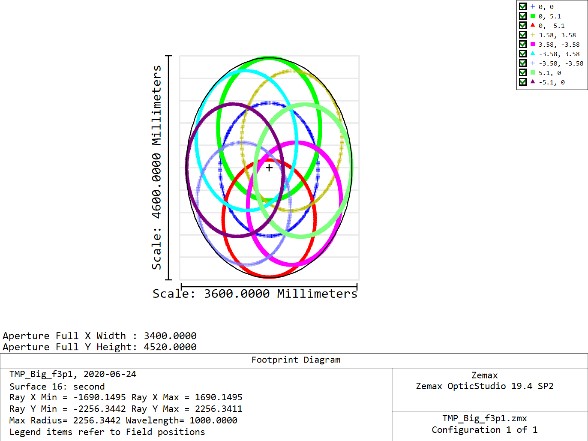 + 0, 0
0, 5.1
0, 5.1
3.58, 3.58
3.58, -3.58
-3.58, 3.58
-3.58, -3.58
5.1, 0
-5.1, 0
Scale: 4600.0000 Millimeters
Scale: 3600.0000 Millimeters
Aperture Full X Width : 3400.0000
Aperture Full Y Height: 4520.0000
Footprint Diagram
TMP_Big_f3p1, 2020-06-24
Surface 16: second
Ray X Min = -1690.1495 Ray X Max = 1690.1495
Ray Y Min = -2256.3442 Ray Y Max = 2256.3411
Max Radius= 2256.3442 Wavelength= 1000.0000
Legend items refer to Field positions
Zemax
Zemax OpticStudio 19.4 SP2
TMP_Big_f3p1.zmx
Configuration 1 of 1